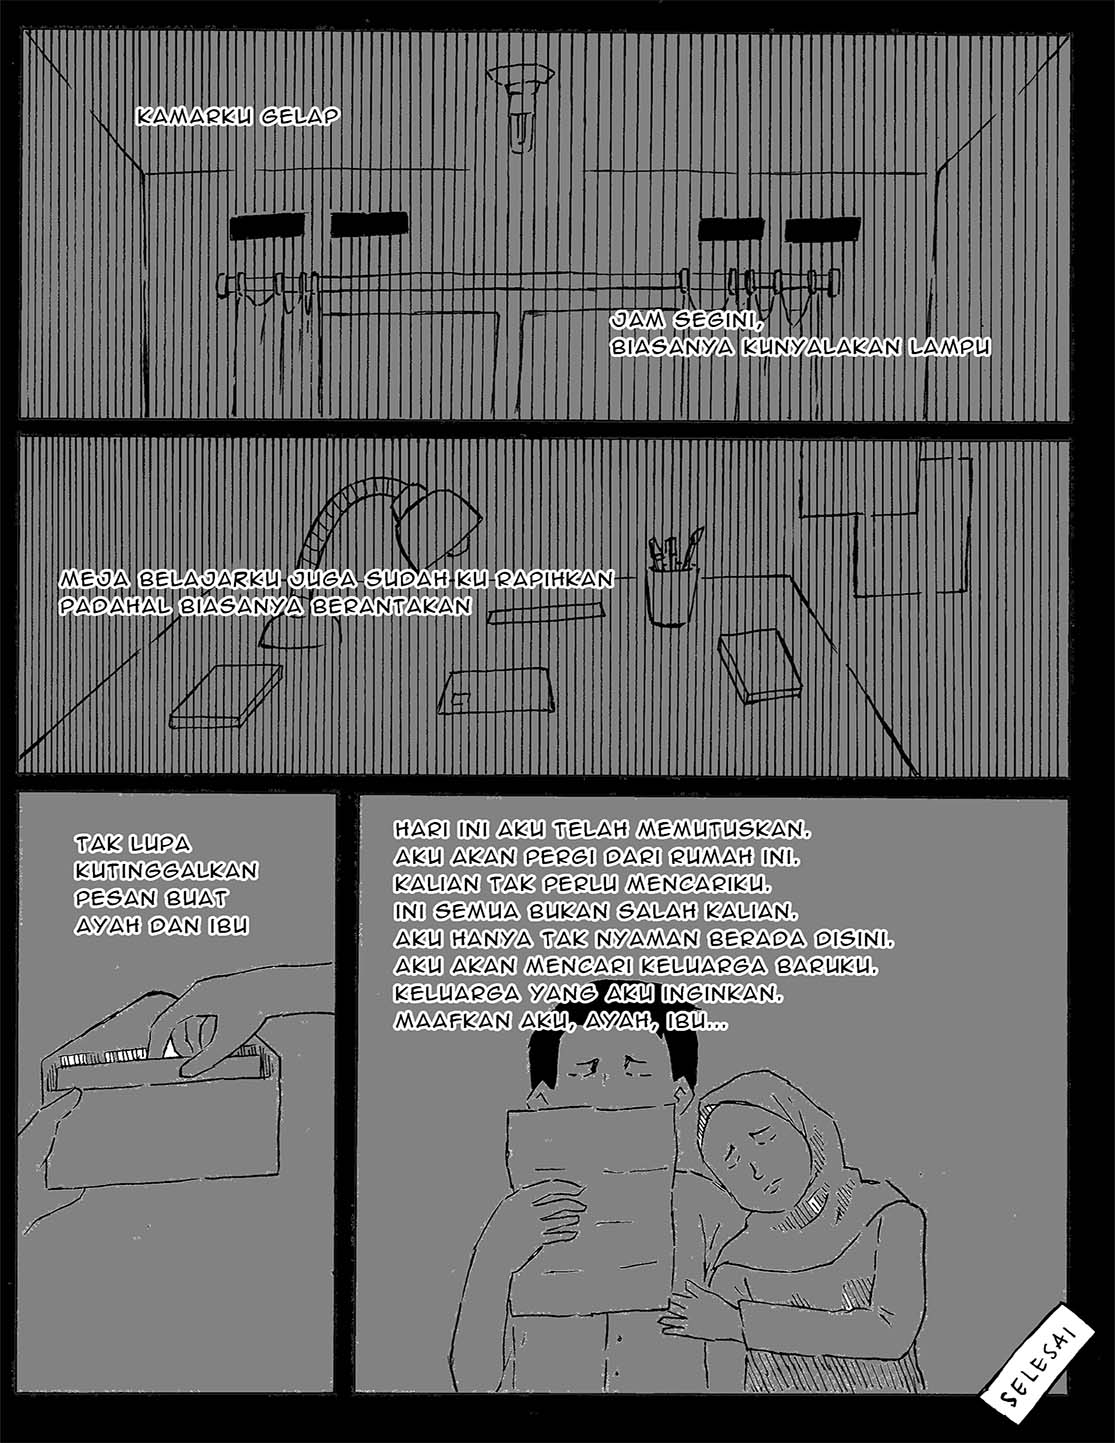 KAMARKU GELAP
JAM SEGINI,
BIASANYA KUNYALAKAN LAMPU
MEJA BELAJARKU JUGA SUDAH KU RAPIHKAN
PADAHAL BIASANYA BERANTAKAN
TAK LUPA
KUTINGGALKAN
PESAN BUAT
AYAH DAN IBU
HARI INI AKU TELAH MEMUTUSKAN.
AKU AKAN PERGI DARI RUMAH INI.
KALIAN TAK PERLU MENCARIKU.
INI SEMUA BUKAN SALAH KALIAN.
AKU HANYA TAK NYAMAN BERADA DISINI.
AKU AKAN MENCARI KELUARGA BARUKU.
KELUARGA YANG AKU INGINKAN.
MAAFKAN AKU, AYAH, IBU...
SELESAI